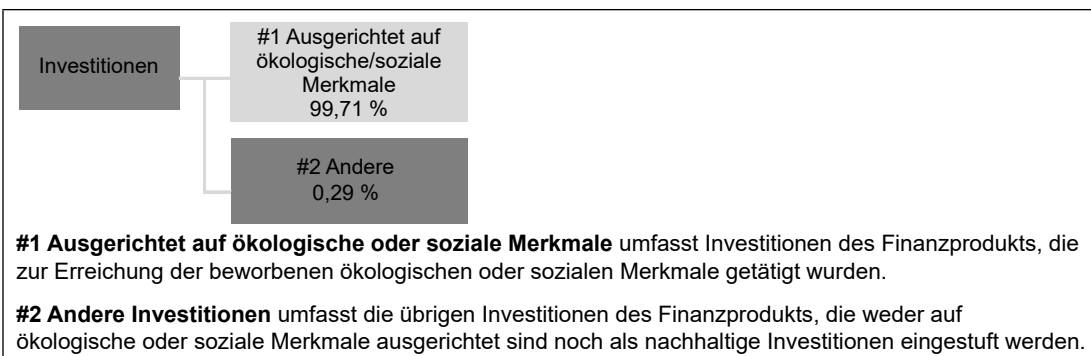 Investitionen
#1 Ausgerichtet auf
ökologische/soziale
Merkmale
99,71 %
#2 Andere
0,29 %
#1 Ausgerichtet auf ökologische oder soziale Merkmale umfasst Investitionen des Finanzprodukts, die
zur Erreichung der beworbenen ökologischen oder sozialen Merkmale getätigt wurden.
#2 Andere Investitionen umfasst die übrigen Investitionen des Finanzprodukts, die weder auf
ökologische oder soziale Merkmale ausgerichtet sind noch als nachhaltige Investitionen eingestuft werden.